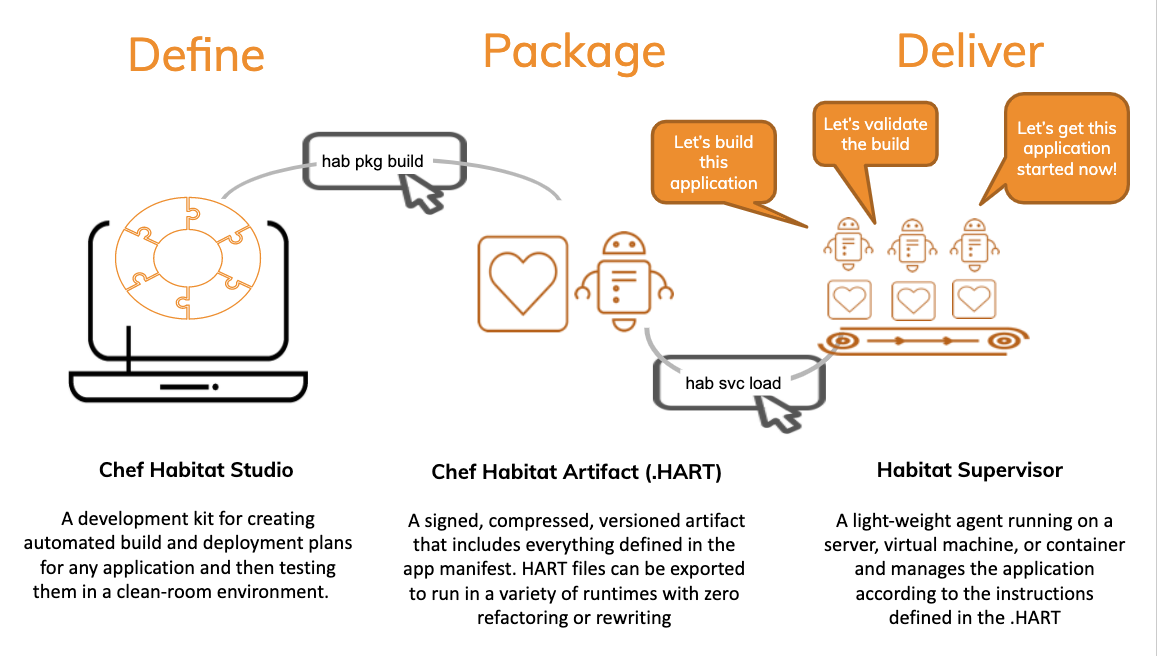 Define
Package
Deliver
hab pkg build
Let's build
this
application
Let's validate
the build
Let's get this
application
started now!
hab svc load
Chef Habitat Studio
A development kit for creating
automated build and deployment plans
for any application and then testing
them in a clean-room environment.
Chef Habitat Artifact (.HART)
A signed, compressed, versioned artifact
that includes everything defined in the
app manifest. HART files can be exported
to run in a variety of runtimes with zero
refactoring or rewriting
Habitat Supervisor
A light-weight agent running on a
server, virtual machine, or container
and manages the application
according to the instructions
defined in the .HART